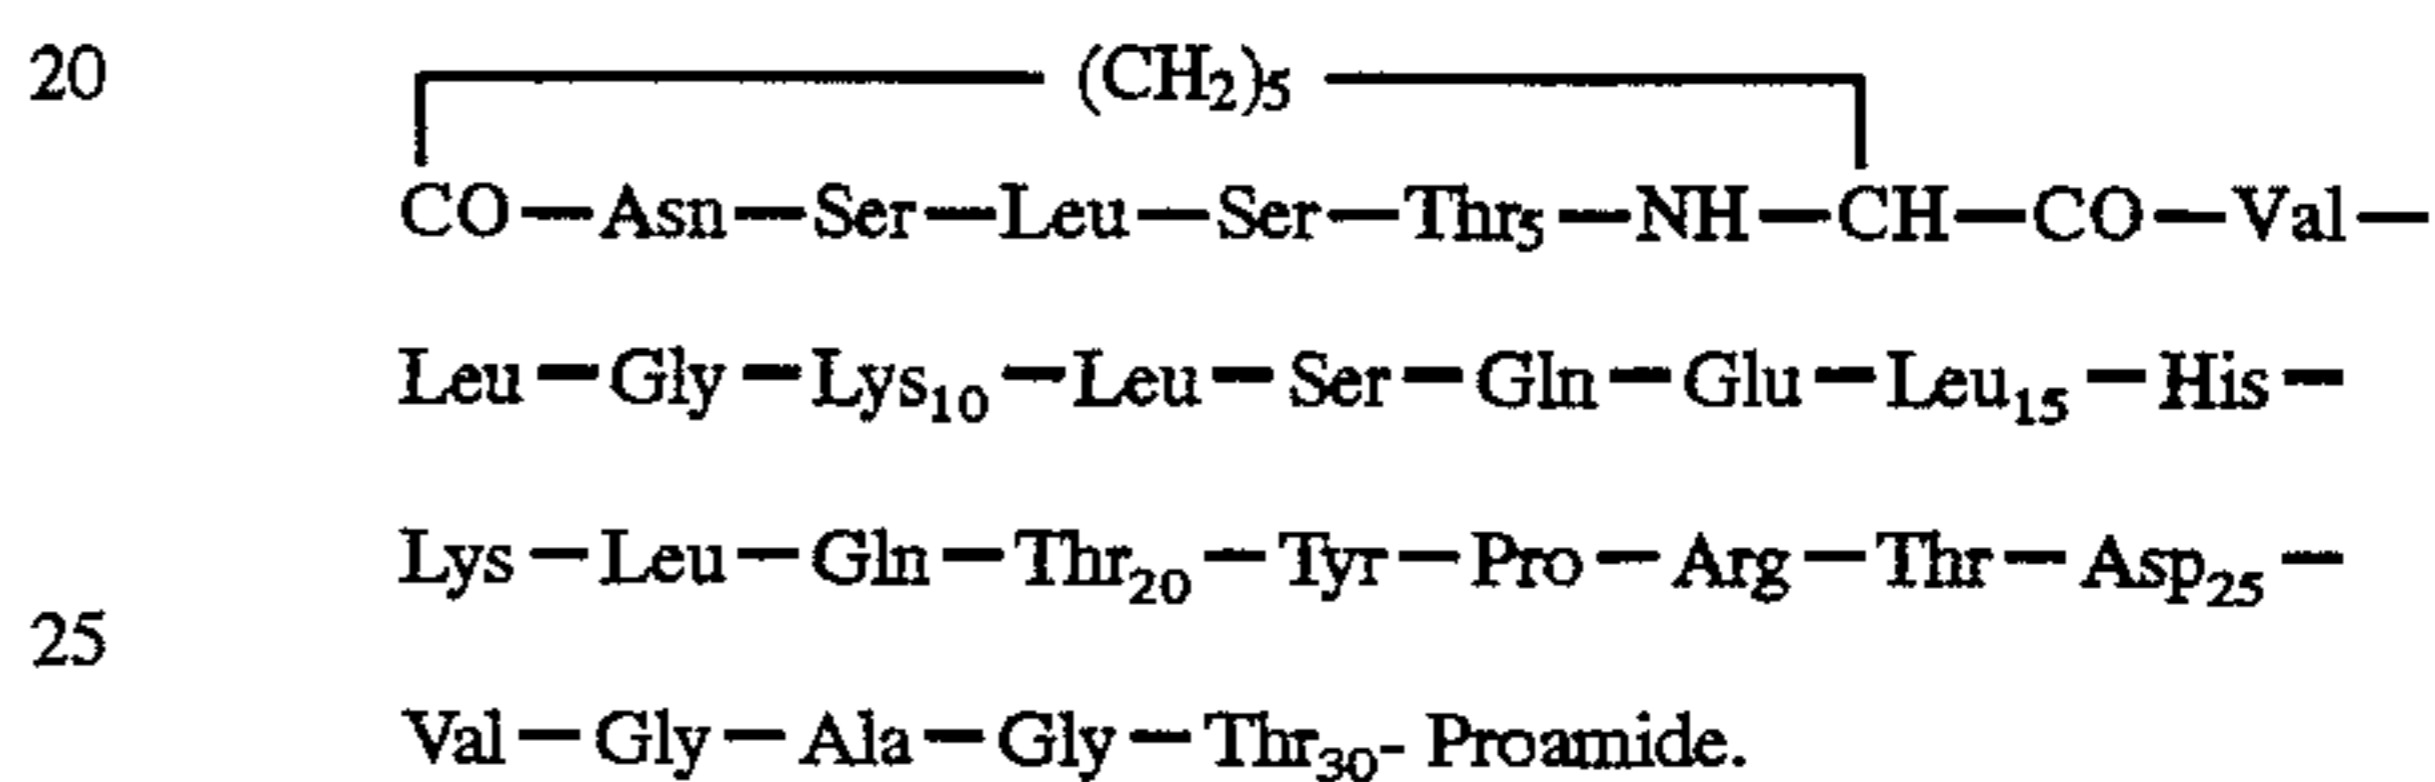 20 (CH₂)₅
CO—Asn—Ser—Leu—Ser—Thr₅—NH—CH—CO—Val—
Leu—Gly—Lys₁₀—Leu—Ser—Gln—Glu—Leu₁₅—His—
Lys—Leu—Gln—Thr₂₀—Tyr—Pro—Arg—Thr—Asp₂₅—
25
Val—Gly—Ala—Gly—Thr₃₀- Proamide.